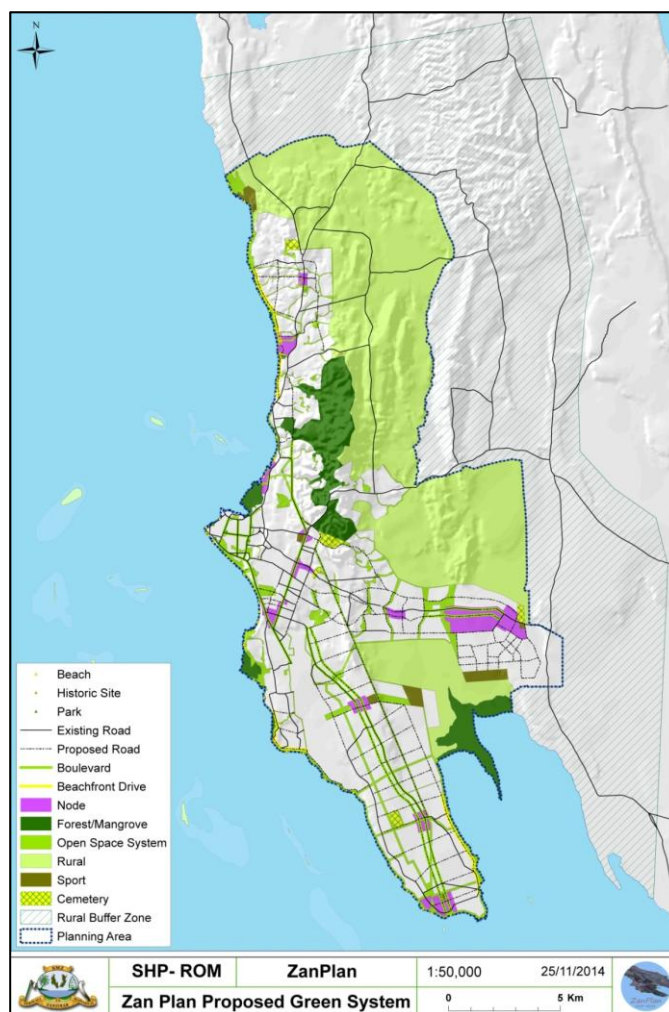 N
Beach
Historic Site
Park
Existing Road
Proposed Road
Boulevard
Beachfront Drive
Node
Forest/Mangrove
Open Space System
Rural
Sport
Cemetery
Rural Buffer Zone
Planning Area
SHP- ROM ZanPlan 1:50,000 25/11/2014
Zan Plan Proposed Green System 0 5 Km
ZanPlan